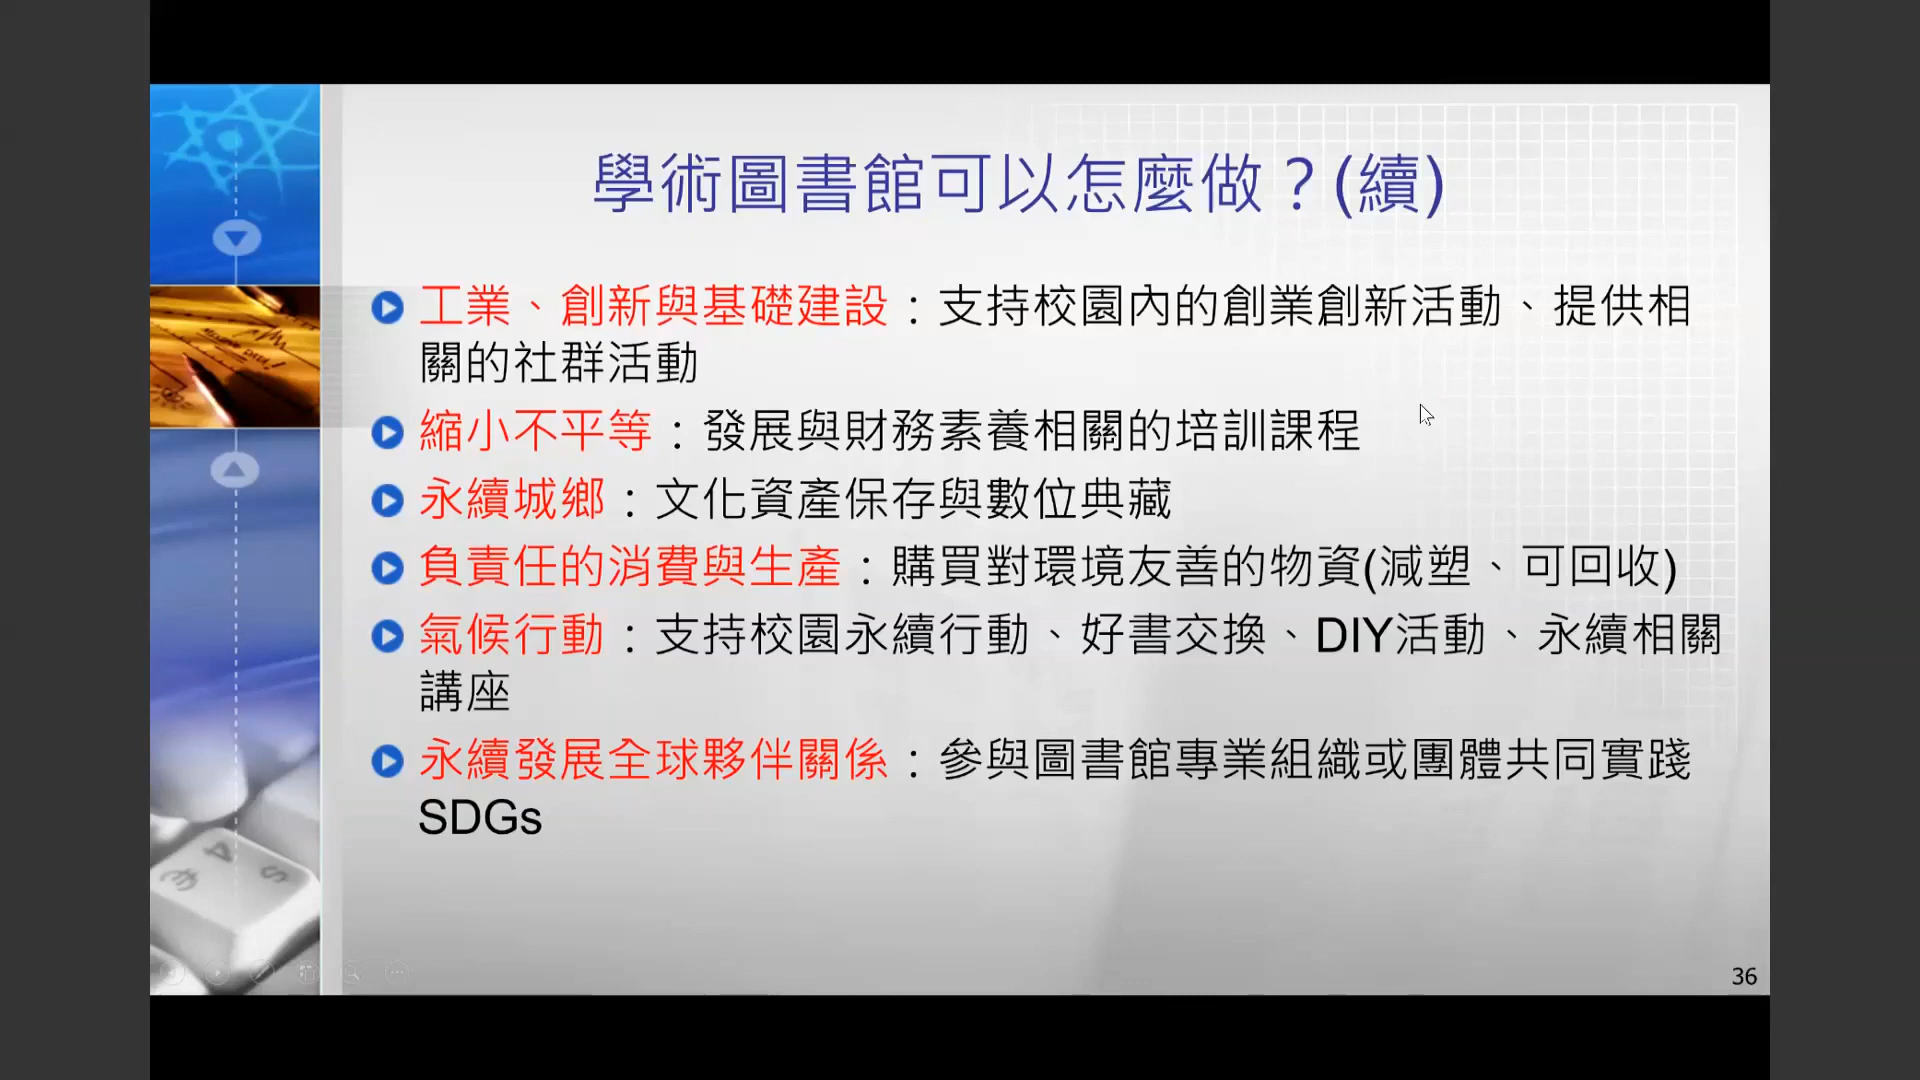 學術圖書館可以怎麼做？(續)
工業、創新與基礎建設：支持校園內的創業創新活動、提供相
關的社群活動
縮小不平等：發展與財務素養相關的培訓課程
永續城鄉：文化資產保存與數位典藏
負責任的消費與生產：購買對環境友善的物資(減塑、可回收)
氣候行動：支持校園永續行動、好書交換、DIY活動、永續相關
講座
永續發展全球夥伴關係：參與圖書館專業組織或團體共同實踐
SDGs
36